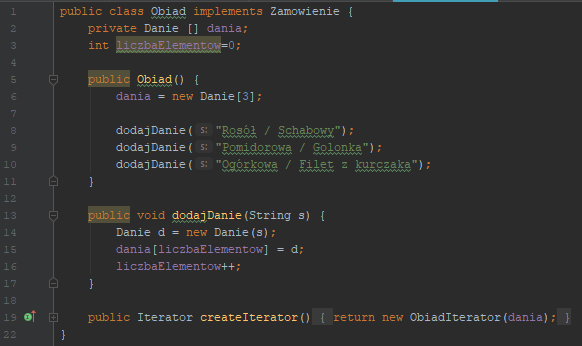 1 public class Obiad implements Zamowienie {
2 private Danie [] dania;
3 int liczbaElementow=0;
4
5 public Obiad() {
6 dania = new Danie[3];
7
8 dodajDanie( s: "Rosół / Schabowy");
9 dodajDanie( s: "Pomidorowa / Golonka");
10 dodajDanie( s: "Ogórkowa / Filet z kurczaka");
11 }
12
13 public void dodajDanie(String s) {
14 Danie d = new Danie(s);
15 dania[liczbaElementow] = d;
16 liczbaElementow++;
17 }
18
19 public Iterator createIterator() { return new ObiadIterator(dania); }
22 }